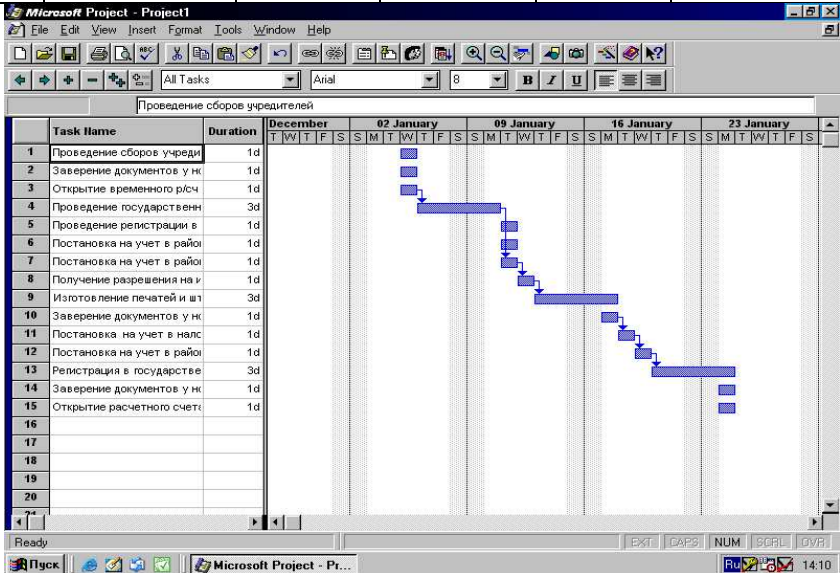 Microsoft Project - Project1
File Edit View Insert Format Tools Window Help
All Tasks Arial 8 B I U
Проведение сборов учредителей
Task Name Duration December 02 January 09 January 16 January 23 January
T W T F S S M T W T F S S M T W T F S S M T W T F S S M T W T F S
1 Проведение сборов учреди 1d
2 Заверение документов у но 1d
3 Открытие временного р/сч 1d
4 Проведение государственн 3d
5 Проведение регистрации в 1d
6 Постановка на учет в райо 1d
7 Постановка на учет в райо 1d
8 Получение разрешения на и 1d
9 Изготовление печатей и шт 3d
10 Заверение документов у но 1d
11 Постановка на учет в нало 1d
12 Постановка на учет в райо 1d
13 Регистрация в государстве 3d
14 Заверение документов у но 1d
15 Открытие расчетного счета 1d
16
17
18
19
20
Ready EXT CAPS NUM SCRL OVR
Пуск Microsoft Project - Pr... Ru 14:10